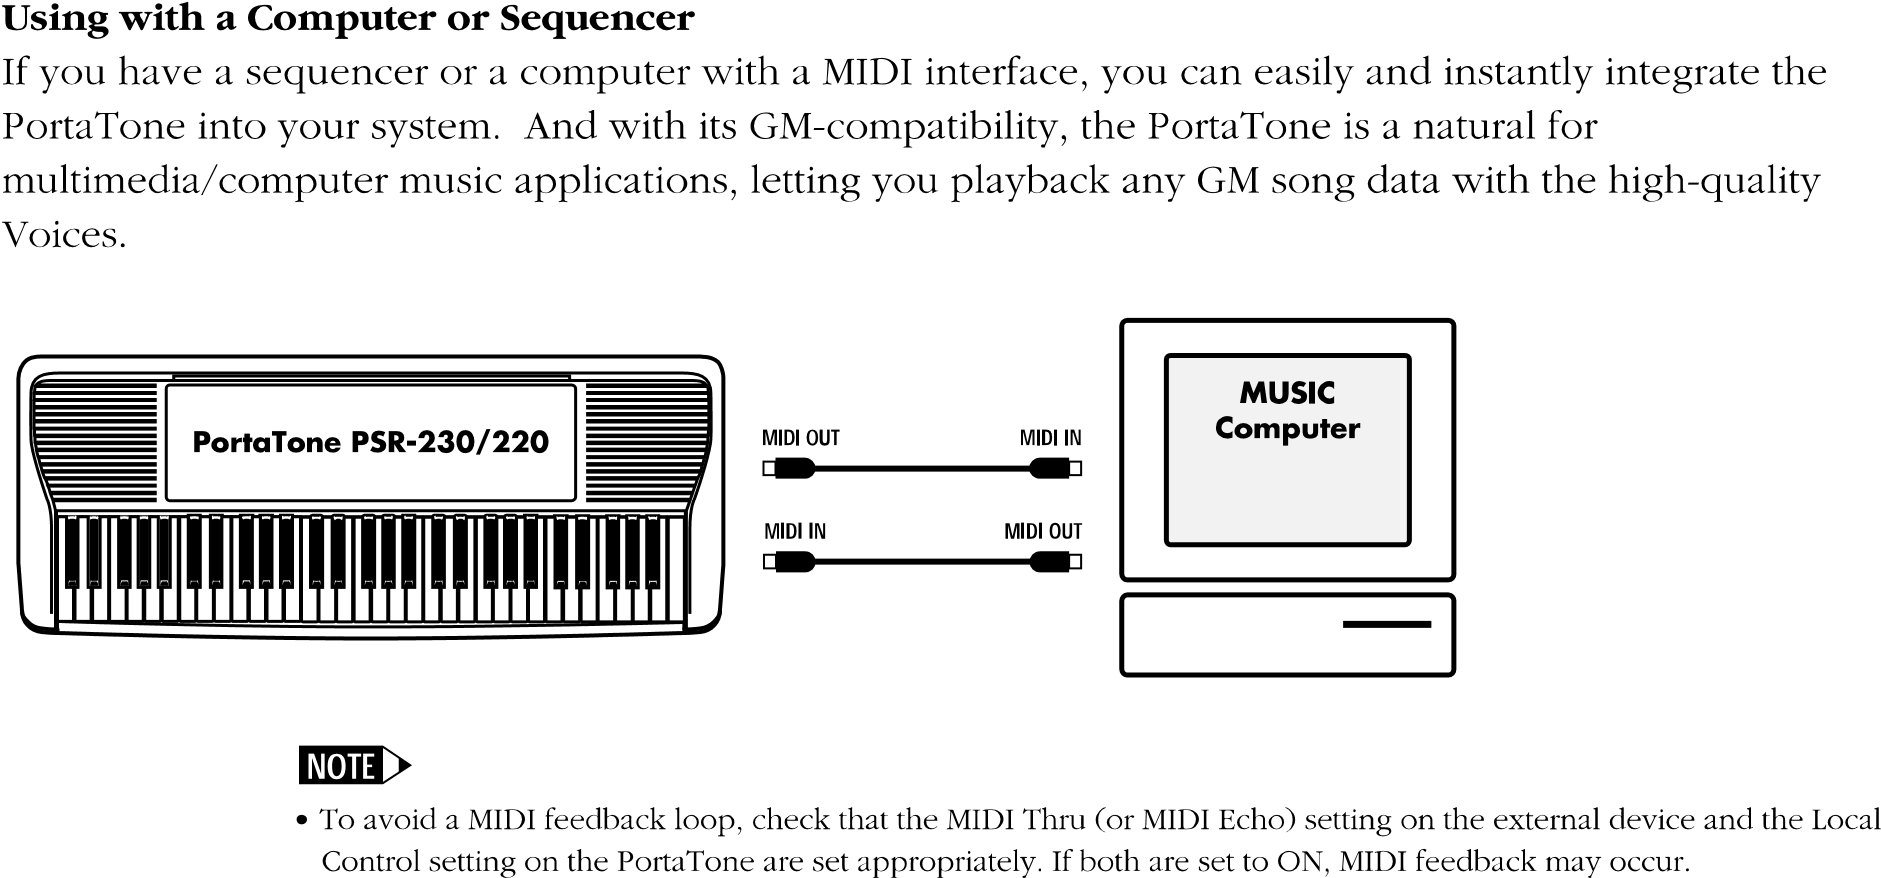 Using with a Computer or Sequencer
If you have a sequencer or a computer with a MIDI interface, you can easily and instantly integrate the
PortaTone into your system.  And with its GM-compatibility, the PortaTone is a natural for
multimedia/computer music applications, letting you playback any GM song data with the high-quality
Voices.
PortaTone PSR-230/220
MIDI OUT
MIDI IN
MIDI IN
MIDI OUT
MUSIC
Computer
NOTE
• To avoid a MIDI feedback loop, check that the MIDI Thru (or MIDI Echo) setting on the external device and the Local
Control setting on the PortaTone are set appropriately. If both are set to ON, MIDI feedback may occur.